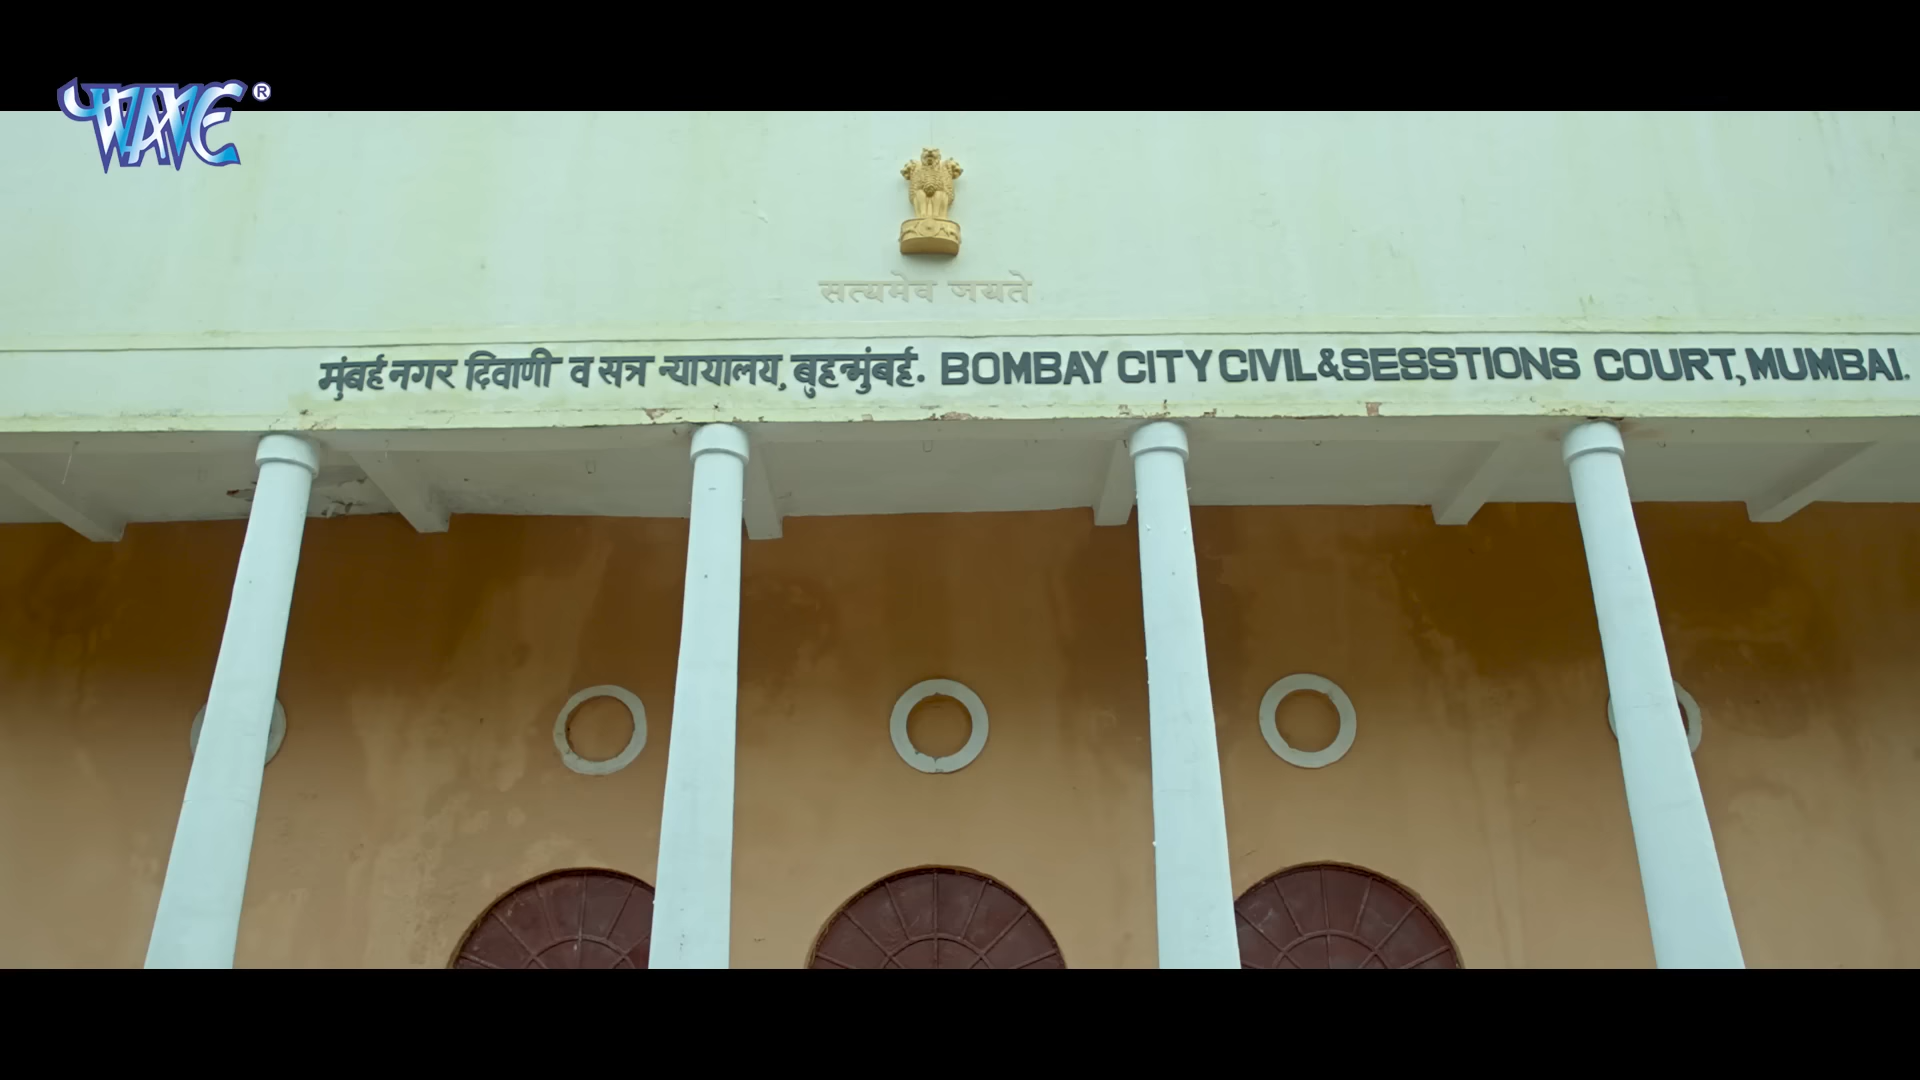 WAVE®
सत्यमेव जयते
मुंबई नगर दिवाणी व सत्र न्यायालय, बृहन्मुंबई. BOMBAY CITY CIVIL & SESSTIONS COURT, MUMBAI.